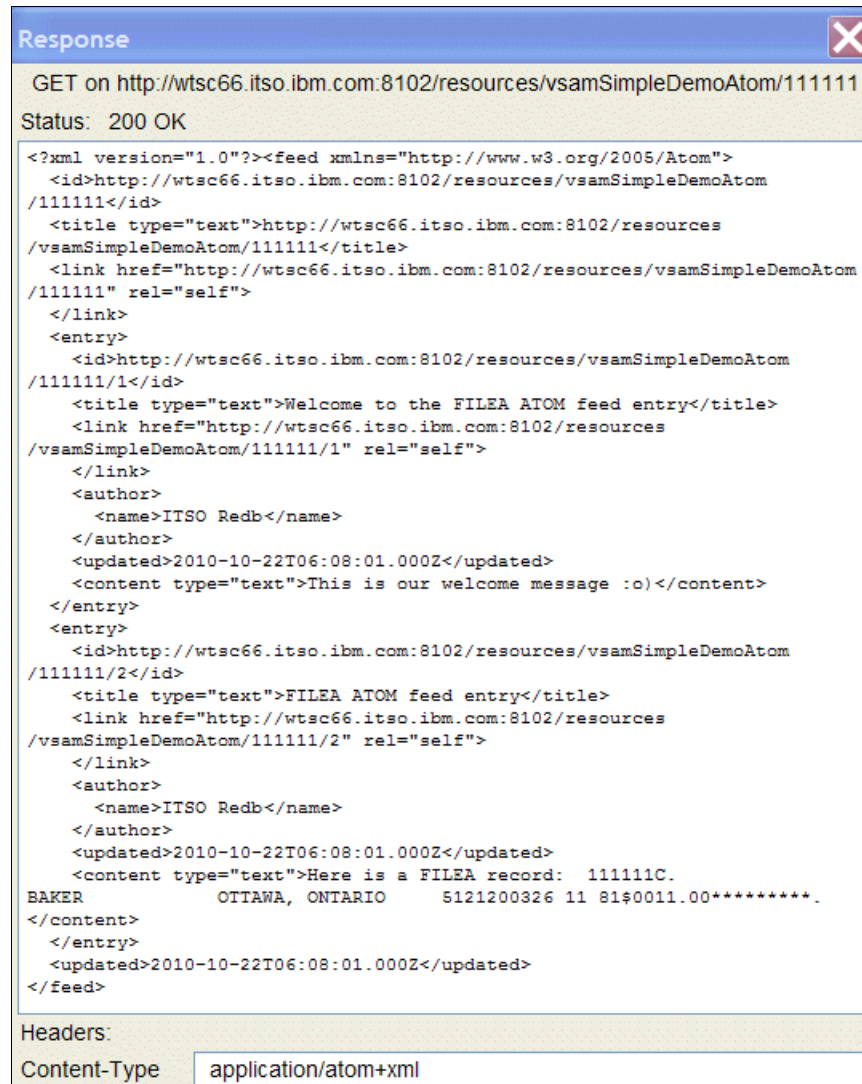 Response
GET on http://wtsc66.itso.ibm.com:8102/resources/vsamSimpleDemoAtom/111111
Status: 200 OK
<?xml version="1.0"?><feed xmlns="http://www.w3.org/2005/Atom">
  <id>http://wtsc66.itso.ibm.com:8102/resources/vsamSimpleDemoAtom
/111111</id>
  <title type="text">http://wtsc66.itso.ibm.com:8102/resources
/vsamSimpleDemoAtom/111111</title>
  <link href="http://wtsc66.itso.ibm.com:8102/resources/vsamSimpleDemoAtom
/111111" rel="self">
  </link>
  <entry>
    <id>http://wtsc66.itso.ibm.com:8102/resources/vsamSimpleDemoAtom
/111111/1</id>
    <title type="text">Welcome to the FILEA ATOM feed entry</title>
    <link href="http://wtsc66.itso.ibm.com:8102/resources
/vsamSimpleDemoAtom/111111/1" rel="self">
    </link>
    <author>
      <name>ITSO Redb</name>
    </author>
    <updated>2010-10-22T06:08:01.000Z</updated>
    <content type="text">This is our welcome message :o)</content>
  </entry>
  <entry>
    <id>http://wtsc66.itso.ibm.com:8102/resources/vsamSimpleDemoAtom
/111111/2</id>
    <title type="text">FILEA ATOM feed entry</title>
    <link href="http://wtsc66.itso.ibm.com:8102/resources
/vsamSimpleDemoAtom/111111/2" rel="self">
    </link>
    <author>
      <name>ITSO Redb</name>
    </author>
    <updated>2010-10-22T06:08:01.000Z</updated>
    <content type="text">Here is a FILEA record:  111111C.
BAKER            OTTAWA, ONTARIO     5121200326 11 81$0011.00*********.
</content>
  </entry>
  <updated>2010-10-22T06:08:01.000Z</updated>
</feed>
Headers:
Content-Type application/atom+xml